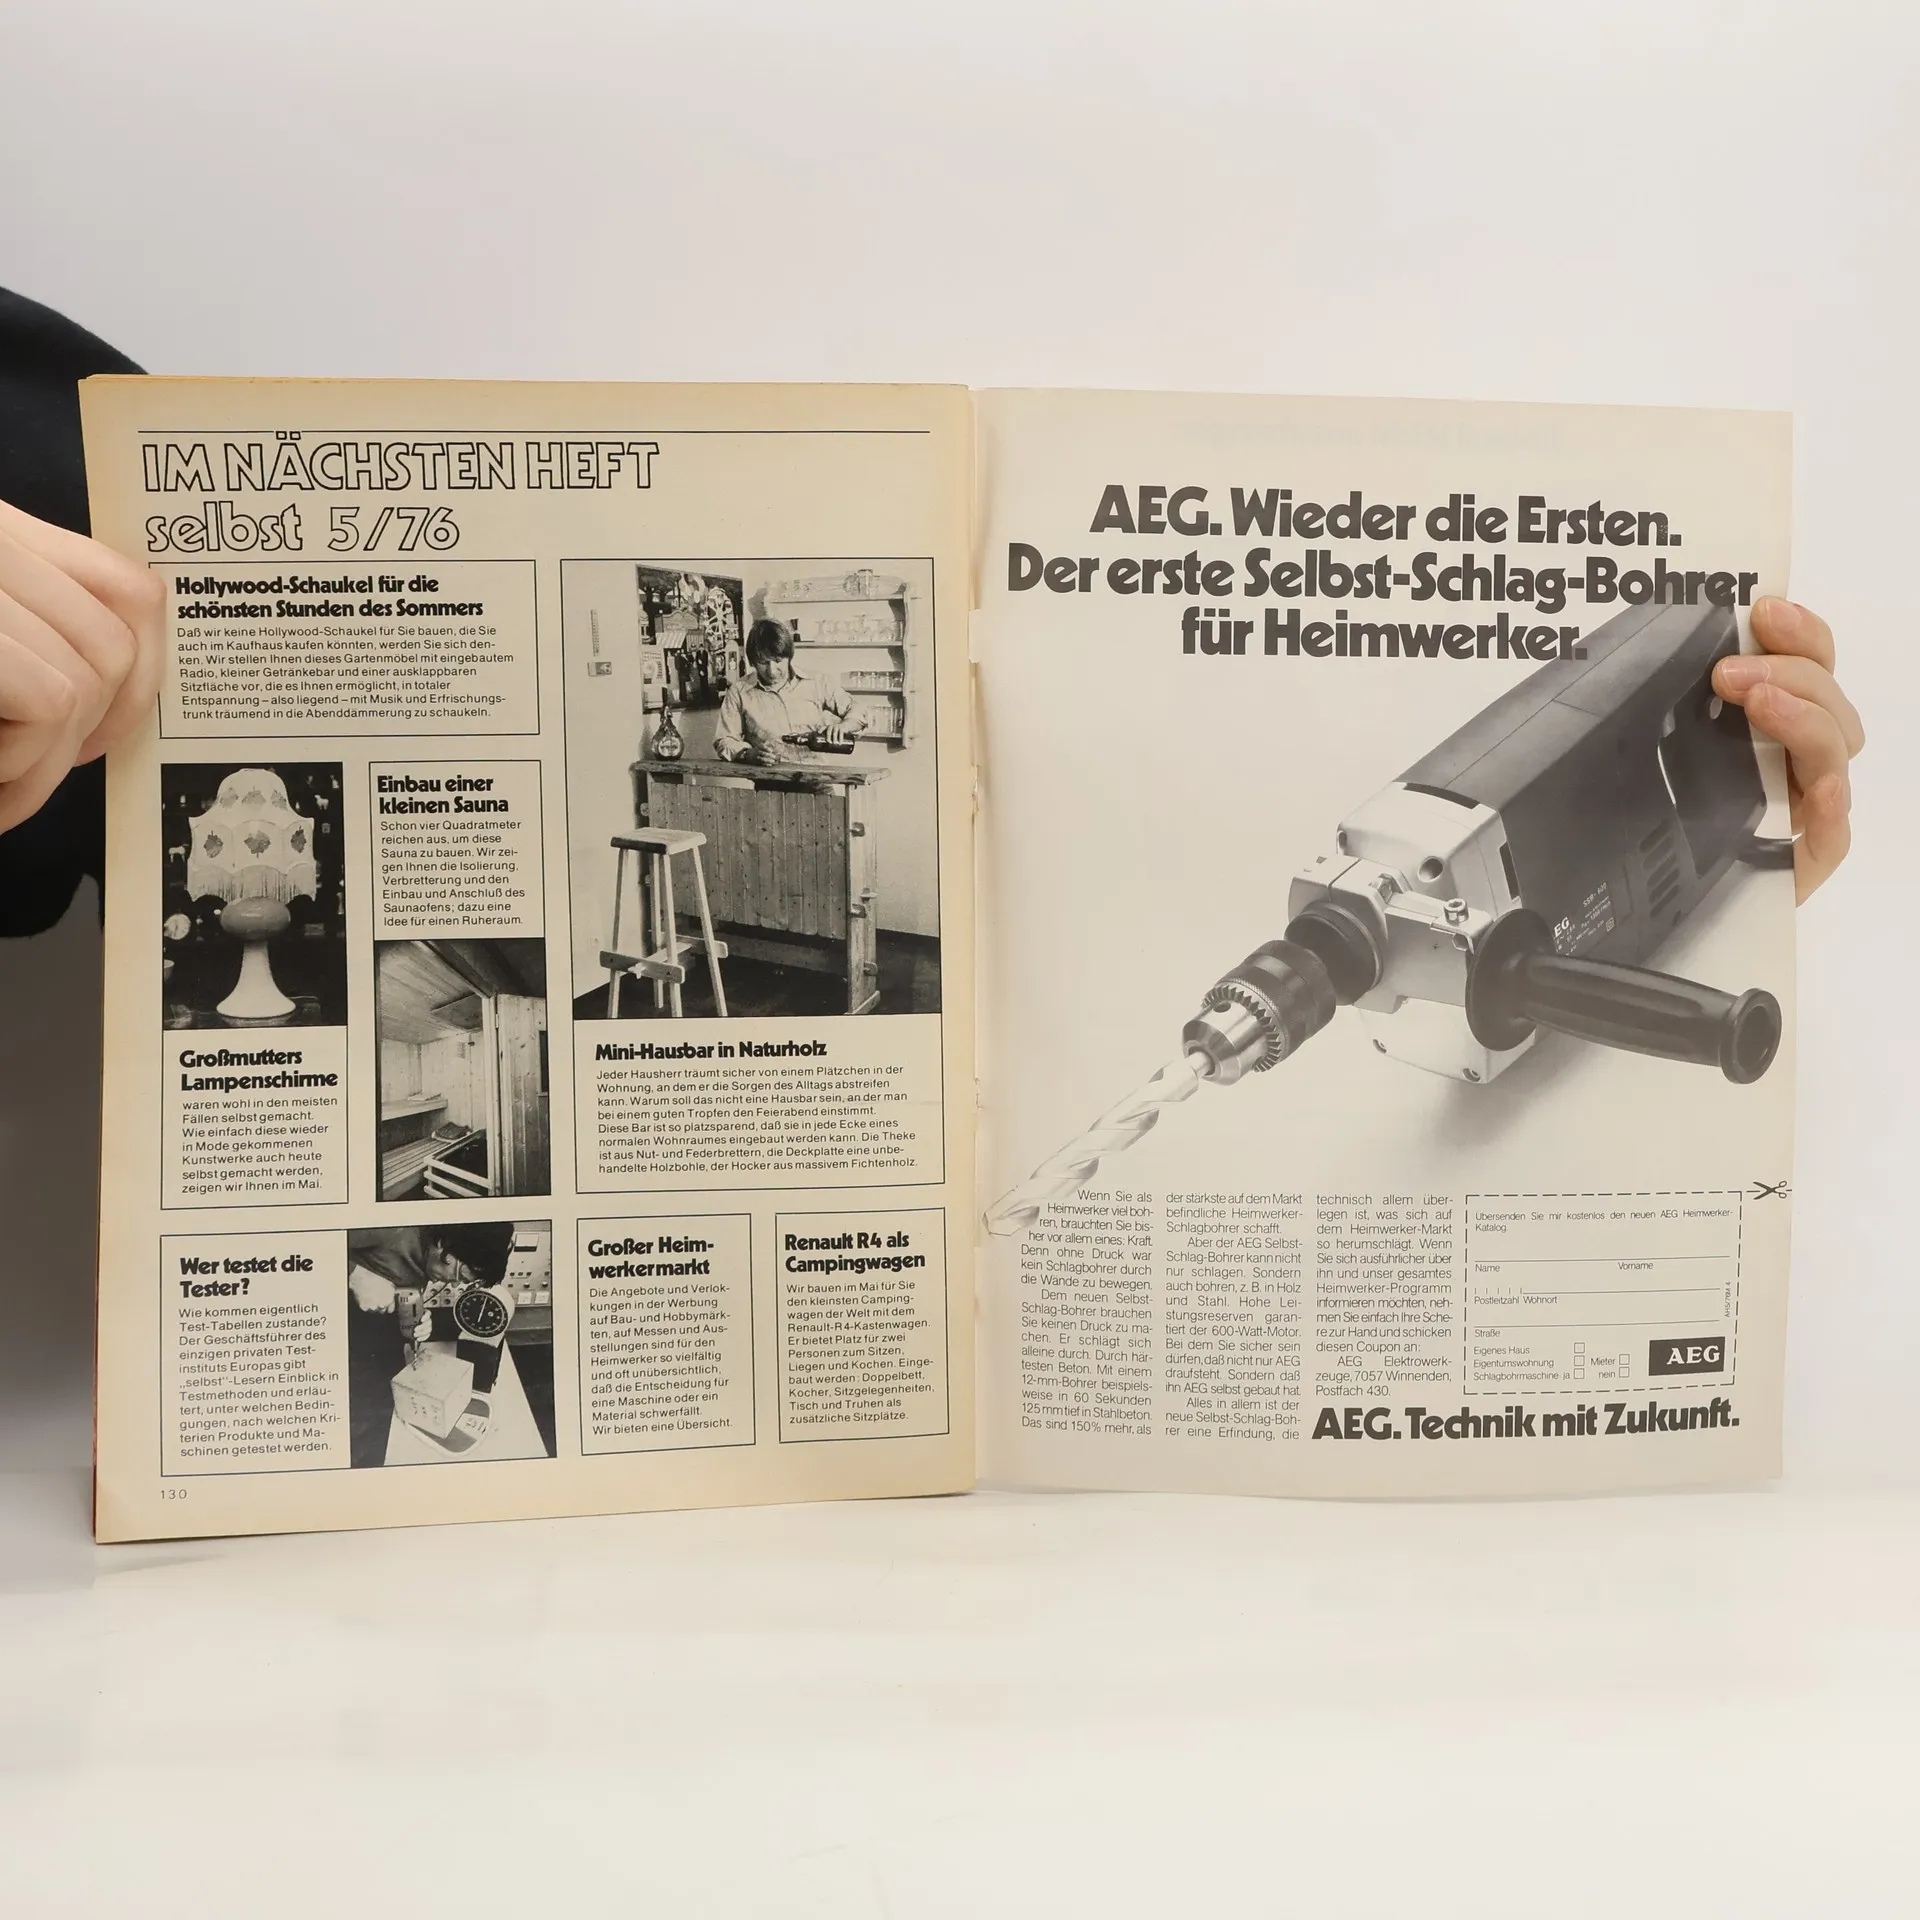 IM NÄCHSTEN HEFT
selbst 5/76
Hollywood-Schaukel für die
schönsten Stunden des Sommers
Daß wir keine Hollywood-Schaukel für Sie bauen, die Sie
auch im Kaufhaus kaufen könnten, werden Sie sich den-
ken. Wir stellen Ihnen dieses Gartenmöbel mit eingebautem
Radio, kleiner Getränkebar und einer ausklappbaren
Sitzfläche vor, die es Ihnen ermöglicht, in totaler
Entspannung – also liegend – mit Musik und Erfrischungs-
trunk träumend in die Abenddämmerung zu schaukeln.
Einbau einer
kleinen Sauna
Schon vier Quadratmeter
reichen aus, um diese
Sauna zu bauen. Wir zei-
gen Ihnen die Isolierung,
Verbretterung und den
Einbau und Anschluß des
Saunaofens; dazu eine
Idee für einen Ruheraum.
Großmutters
Lampenschirme
waren wohl in den meisten
Fällen selbst gemacht.
Wie einfach diese wieder
in Mode gekommenen
Kunstwerke auch heute
selbst gemacht werden,
zeigen wir Ihnen im Mai.
Mini-Hausbar in Naturholz
Jeder Hausherr träumt sicher von einem Plätzchen in der
Wohnung, an dem er die Sorgen des Alltags abstreifen
kann. Warum soll das nicht eine Hausbar sein, an der man
bei einem guten Tropfen den Feierabend einstimmt.
Diese Bar ist so platzsparend, daß sie in jede Ecke eines
normalen Wohnraumes eingebaut werden kann. Die Theke
ist aus Nut- und Federbrettern, die Deckplatte eine unbe-
handelte Holzbohle, der Hocker aus massivem Fichtenholz.
Wer testet die
Tester?
Wie kommen eigentlich
Test-Tabellen zustande?
Der Geschäftsführer des
einzigen privaten Test-
instituts Europas gibt
„selbst"-Lesern Einblick in
Testmethoden und erläu-
tert, unter welchen Bedin-
gungen, nach welchen Kri-
terien Produkte und Ma-
schinen getestet werden.
Großer Heim-
werkermarkt
Die Angebote und Verlok-
kungen in der Werbung
auf Bau- und Hobbymärk-
ten, auf Messen und Aus-
stellungen sind für den
Heimwerker so vielfältig
und oft unübersichtlich,
daß die Entscheidung für
eine Maschine oder ein
Material schwerfällt.
Wir bieten eine Übersicht.
Renault R4 als
Campingwagen
Wir bauen im Mai für Sie
den kleinsten Camping-
wagen der Welt mit dem
Renault-R4-Kastenwagen.
Er bietet Platz für zwei
Personen zum Sitzen,
Liegen und Kochen. Einge-
baut werden: Doppelbett,
Kocher, Sitzgelegenheiten,
Tisch und Truhen als
zusätzliche Sitzplätze.
130
AEG. Wieder die Ersten.
Der erste Selbst-Schlag-Bohrer
für Heimwerker.
Wenn Sie als
Heimwerker viel boh-
ren, brauchten Sie bis-
her vor allem eines: Kraft.
Denn ohne Druck war
kein Schlagbohrer durch
die Wände zu bewegen.
Dem neuen Selbst-
Schlag-Bohrer brauchen
Sie keinen Druck zu ma-
chen. Er schlägt sich
alleine durch. Durch här-
testen Beton. Mit einem
12-mm-Bohrer beispiels-
weise in 60 Sekunden
125 mm tief in Stahlbeton.
Das sind 150% mehr, als
der stärkste auf dem Markt
befindliche Heimwerker-
Schlagbohrer schafft.
Aber der AEG Selbst-
Schlag-Bohrer kann nicht
nur schlagen. Sondern
auch bohren, z. B. in Holz
und Stahl. Hohe Lei-
stungsreserven garan-
tiert der 600-Watt-Motor.
Bei dem Sie sicher sein
dürfen, daß nicht nur AEG
draufsteht. Sondern daß
ihn AEG selbst gebaut hat.
Alles in allem ist der
neue Selbst-Schlag-Boh-
rer eine Erfindung, die
technisch allem über-
legen ist, was sich auf
dem Heimwerker-Markt
so herumschlägt. Wenn
Sie sich ausführlicher über
ihn und unser gesamtes
Heimwerker-Programm
informieren möchten, neh-
men Sie einfach Ihre Sche-
re zur Hand und schicken
diesen Coupon an:
AEG Elektrowerk-
zeuge, 7057 Winnenden,
Postfach 430.
Übersenden Sie mir kostenlos den neuen AEG Heimwerker-
Katalog.
Name Vorname
Postleitzahl Wohnort
Straße
Eigenes Haus
Eigentumswohnung Mieter
Schlagbohrmaschine ja nein
AEG
AEG. Technik mit Zukunft.